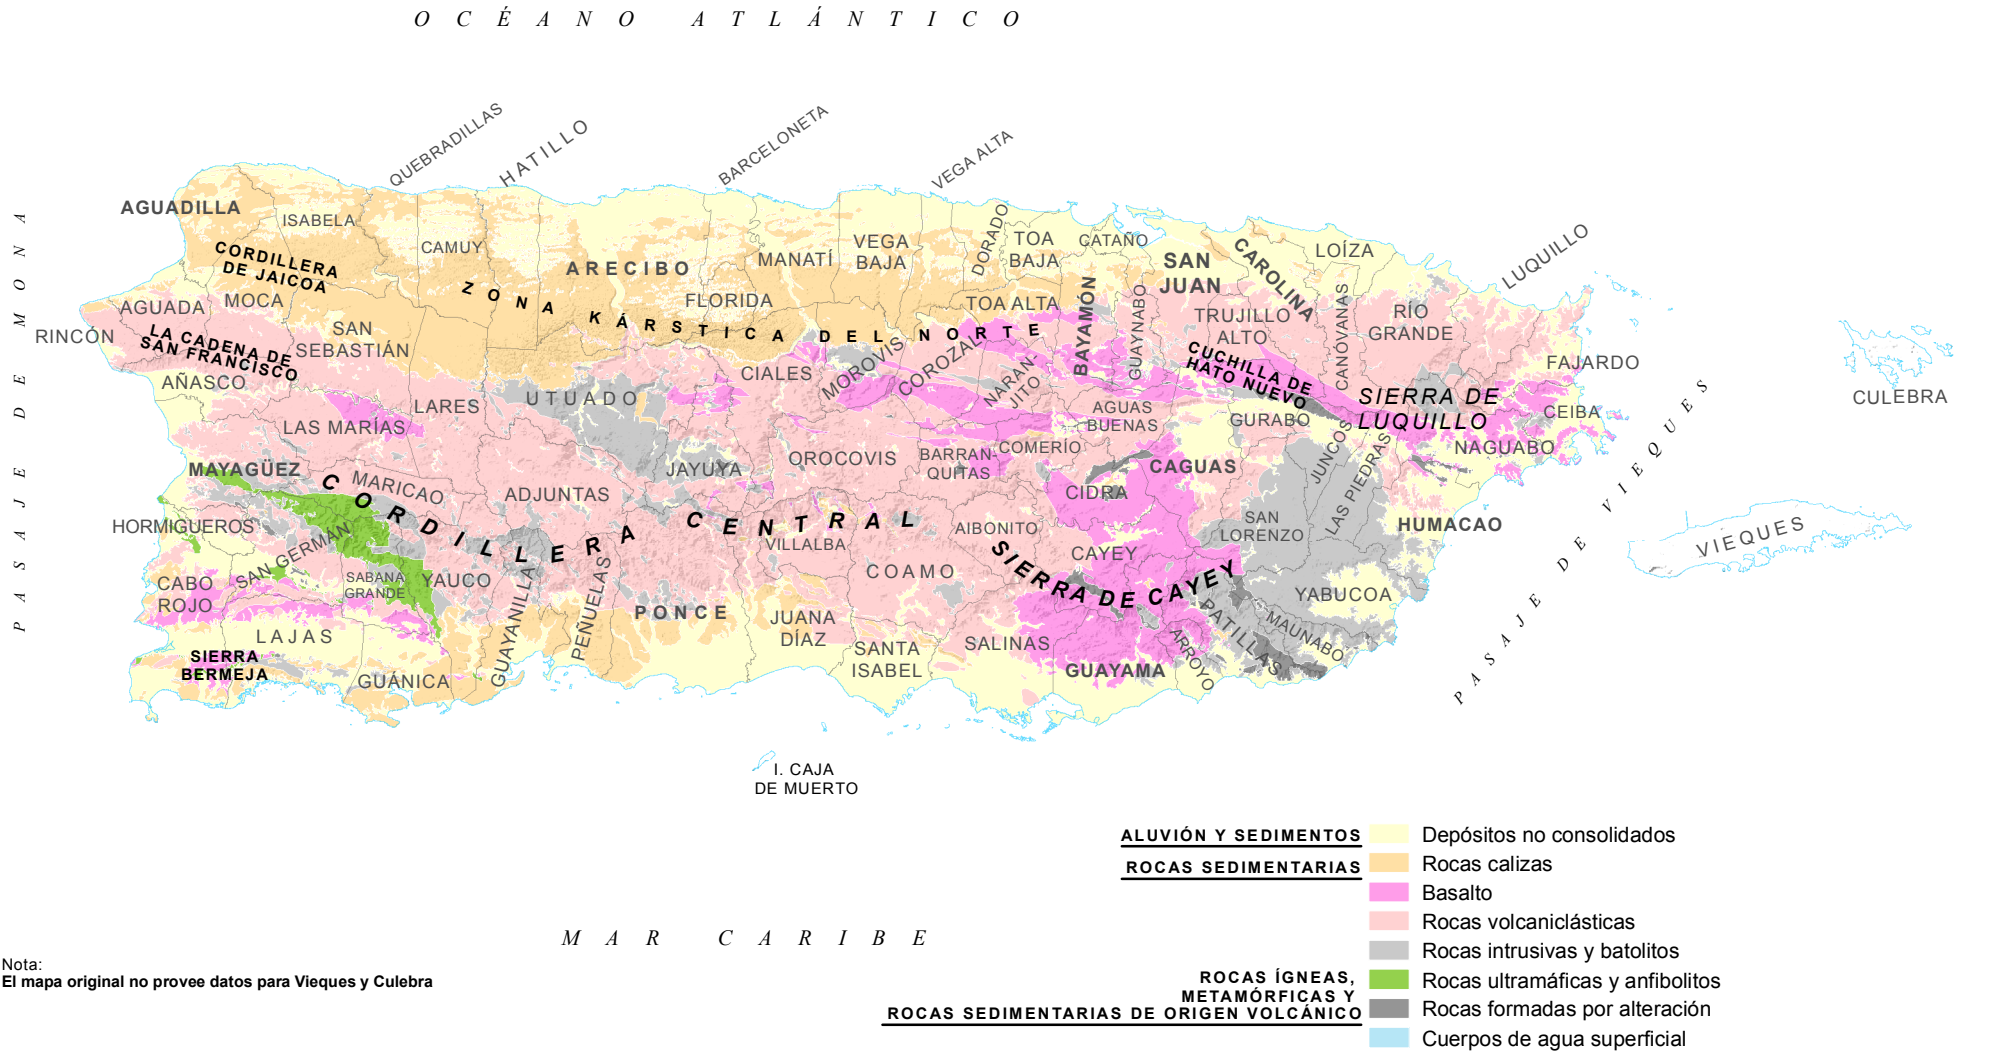 OCÉANO ATLÁNTICO
QUEBRADILLAS
HATILLO
BARCELONETA
VEGA ALTA
PASAJE DE MONA
AGUADILLA
ISABELA
CAMUY
CORDILLERA
DE JAICOA
ARECIBO
MANATÍ
VEGA
BAJA
DORADO
TOA
BAJA
CATAÑO
SAN
JUAN
CAROLINA
LOÍZA
LUQUILLO
AGUADA
MOCA
ZONA KÁRSTICA DEL NORTE
FLORIDA
TOA ALTA
BAYAMÓN
GUAYNABO
TRUJILLO
ALTO
CANÓVANAS
RÍO
GRANDE
RINCÓN
LA CADENA DE
SAN FRANCISCO
SAN
SEBASTIÁN
AÑASCO
CIALES
MOROVIS
COROZAL
NARAN-
JITO
CUCHILLA DE
HATO NUEVO
FAJARDO
CULEBRA
LARES
UTUADO
LAS MARÍAS
AGUAS
BUENAS
GURABO
SIERRA DE
LUQUILLO
CEIBA
NAGUABO
MAYAGÜEZ
MARICAO
ADJUNTAS
JAYUYA
OROCOVIS
BARRAN-
QUITAS
COMERÍO
CIDRA
CAGUAS
JUNCOS
LAS PIEDRAS
CORDILLERA CENTRAL
HORMIGUEROS
SAN GERMÁN
VILLALBA
AIBONITO
CAYEY
SAN
LORENZO
HUMACAO
PASAJE DE VIEQUES
VIEQUES
CABO
ROJO
SABANA
GRANDE
YAUCO
GUAYANILLA
PEÑUELAS
PONCE
COAMO
SIERRA DE CAYEY
YABUCOA
LAJAS
JUANA
DÍAZ
SANTA
ISABEL
SALINAS
GUAYAMA
ARROYO
PATILLAS
MAUNABO
SIERRA
BERMEJA
GUÁNICA
I. CAJA
DE MUERTO
MAR CARIBE
Nota:
El mapa original no provee datos para Vieques y Culebra
ALUVIÓN Y SEDIMENTOS
Depósitos no consolidados
ROCAS SEDIMENTARIAS
Rocas calizas
Basalto
Rocas volcaniclásticas
Rocas intrusivas y batolitos
ROCAS ÍGNEAS,
METAMÓRFICAS Y
ROCAS SEDIMENTARIAS DE ORIGEN VOLCÁNICO
Rocas ultramáficas y anfibolitos
Rocas formadas por alteración
Cuerpos de agua superficial